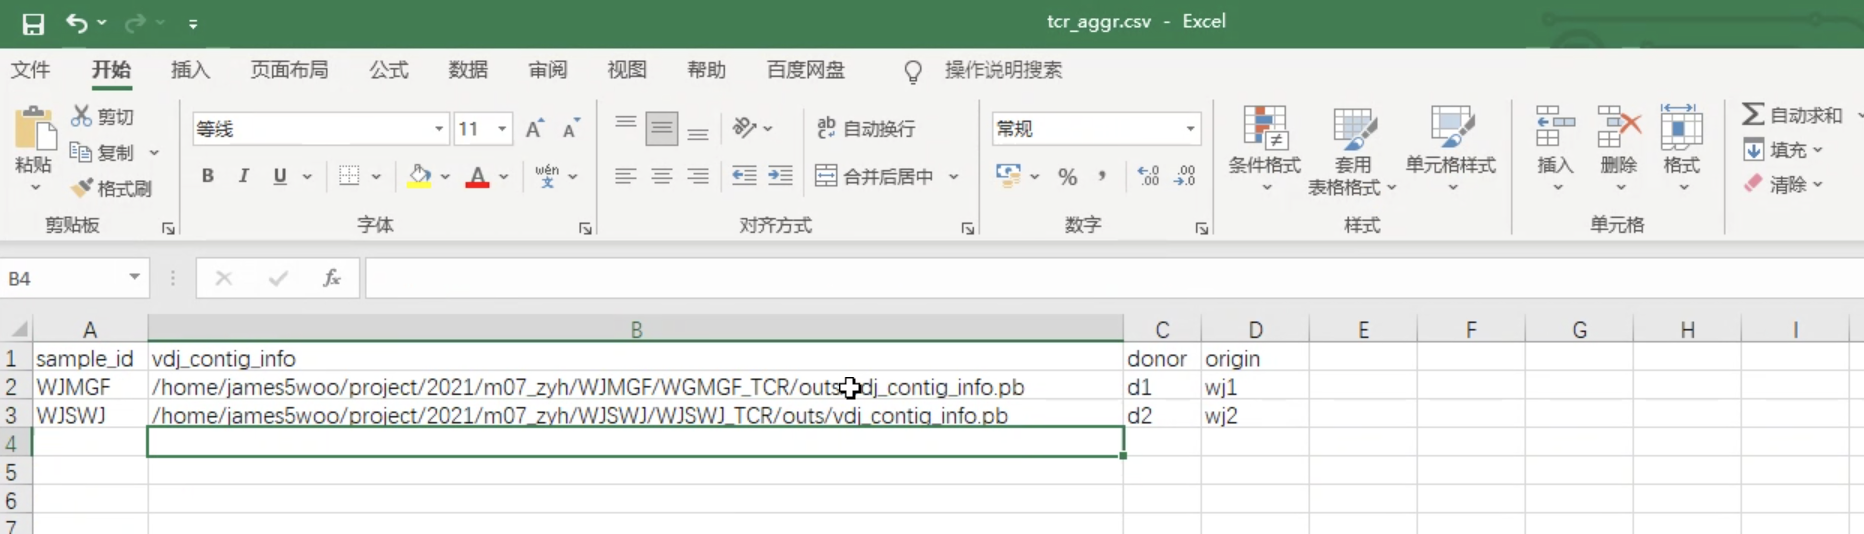 tcr_aggr.csv - Excel
文件 开始 插入 页面布局 公式 数据 审阅 视图 帮助 百度网盘 操作说明搜索
粘贴 剪切 复制 格式刷 剪贴板
等线 11 A A B I U A wén 文 字体
ab 自动换行 合并后居中 对齐方式
常规 % , .00 .0 数字
条件格式 套用 表格格式 单元格样式 样式
插入 删除 格式 单元格
Σ 自动求和 填充 清除
B4 fx
A B C D E F G H I
1 sample_id vdj_contig_info donor origin
2 WJMGF /home/james5woo/project/2021/m07_zyh/WJMGF/WGMGF_TCR/outs dj_contig_info.pb d1 wj1
3 WJSWJ /home/james5woo/project/2021/m07_zyh/WJSWJ/WJSWJ_TCR/outs/vdj_contig_info.pb d2 wj2
4
5
6
7